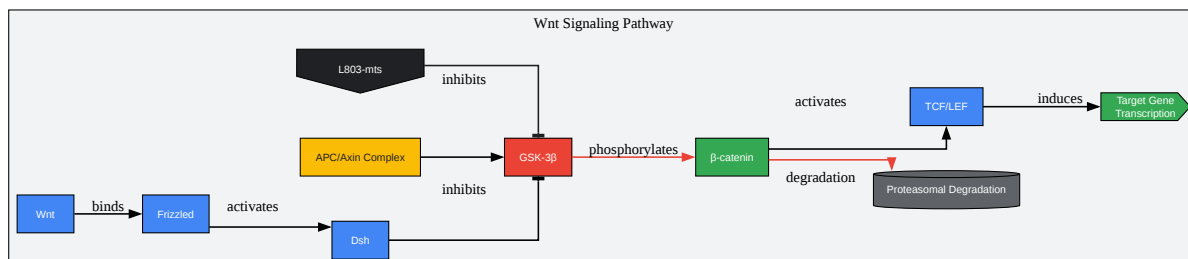 Wnt Signaling Pathway
L803-mts
inhibits
TCF/LEF
activates
induces
Target Gene
Transcription
APC/Axin Complex
GSK-3β
phosphorylates
β-catenin
inhibits
degradation
Proteasomal Degradation
Wnt
binds
Frizzled
activates
Dsh